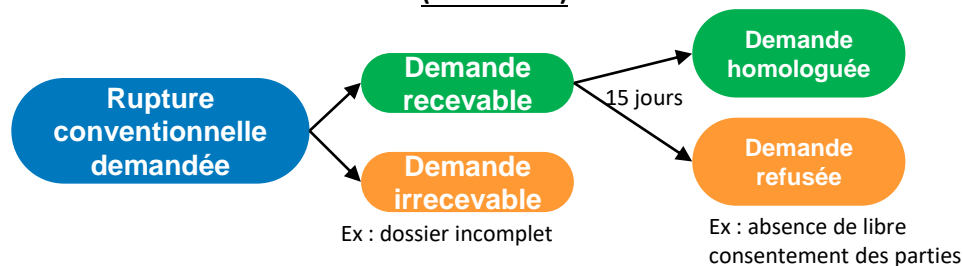 Rupture
conventionnelle
demandée
Demande
recevable
Demande
irrecevable
Ex : dossier incomplet
15 jours
Demande
homologuée
Demande
refusée
Ex : absence de libre
consentement des parties